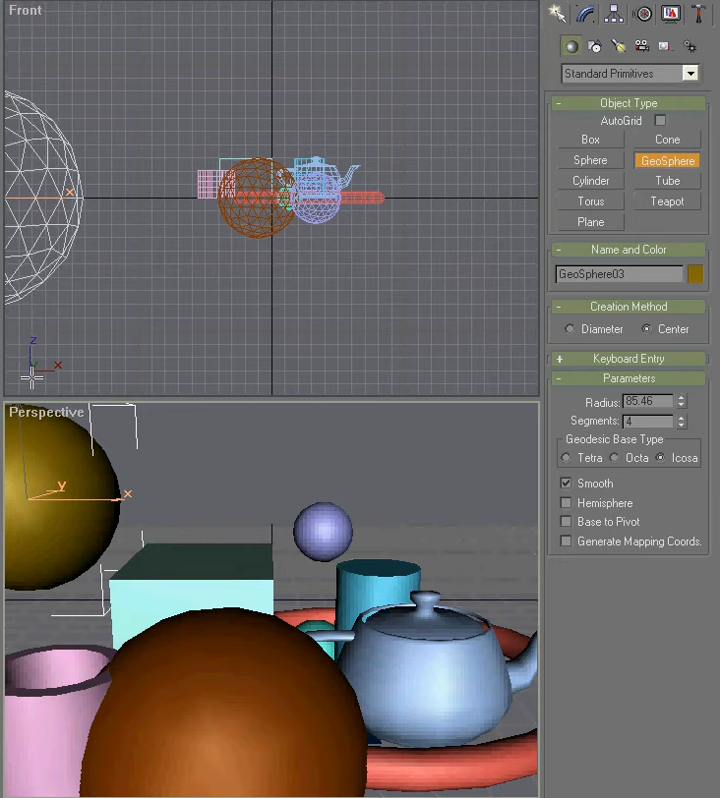 Front
x
z
x
Perspective
y
x
Standard Primitives
- Object Type
AutoGrid
Box Cone
Sphere GeoSphere
Cylinder Tube
Torus Teapot
Plane
- Name and Color
GeoSphere03
- Creation Method
Diameter Center
+ Keyboard Entry
- Parameters
Radius: 85.46
Segments: 4
Geodesic Base Type
Tetra Octa Icosa
Smooth
Hemisphere
Base to Pivot
Generate Mapping Coords.